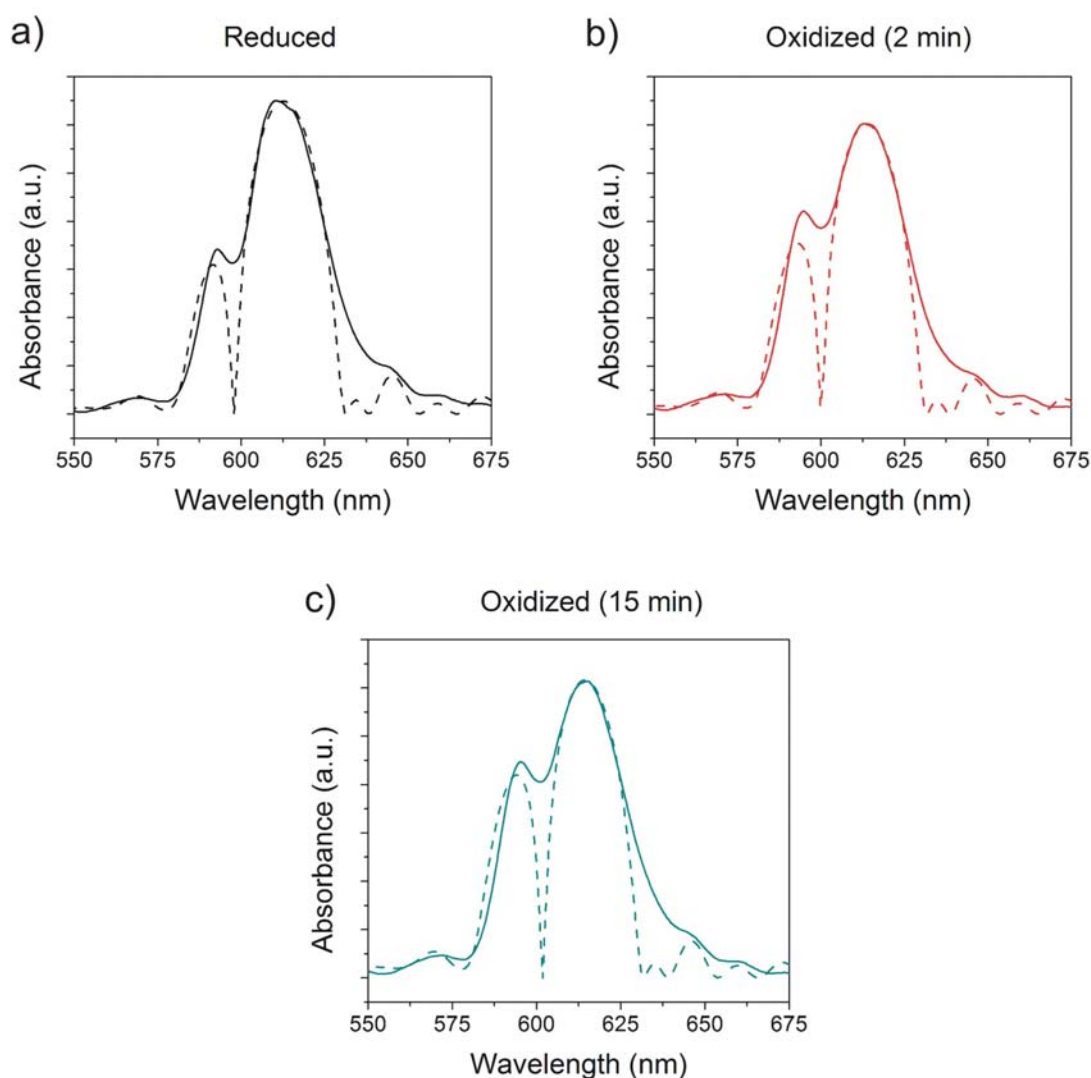 a)
Reduced
Absorbance (a.u.)
550 575 600 625 650 675
Wavelength (nm)
b)
Oxidized (2 min)
Absorbance (a.u.)
550 575 600 625 650 675
Wavelength (nm)
c)
Oxidized (15 min)
Absorbance (a.u.)
550 575 600 625 650 675
Wavelength (nm)